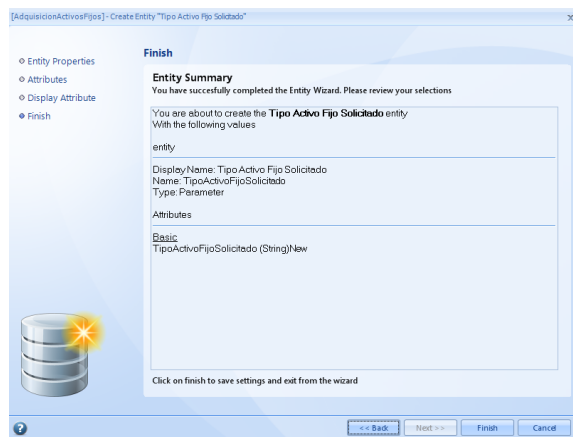 [AdquisicionActivosFijos] - Create Entity "Tipo Activo Fijo Solicitado"
x
Entity Properties
Attributes
Display Attribute
Finish
Finish
Entity Summary
You have succesfully completed the Entity Wizard. Please review your selections
You are about to create the Tipo Activo Fijo Solicitado entity
With the following values
entity
Display Name: Tipo Activo Fijo Solicitado
Name: TipoActivoFijoSolicitado
Type: Parameter
Attributes
Basic
TipoActivoFijoSolicitado (String)New
Click on finish to save settings and exit from the wizard
?
<< Back
Next >>
Finish
Cancel